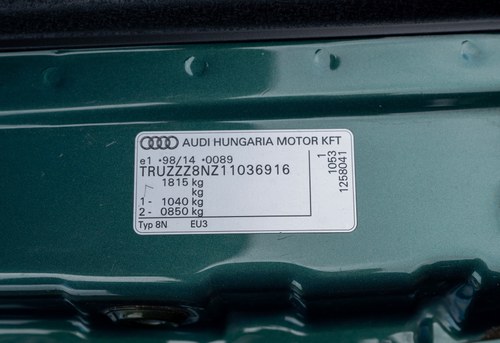 AUDI HUNGARIA MOTOR KFT
e1 *98/14 *0089
TRUZZZ8NZ11036916
1815 kg
kg
1- 1040 kg
2- 0850 kg
Typ 8N EU3
1
1053
1258041